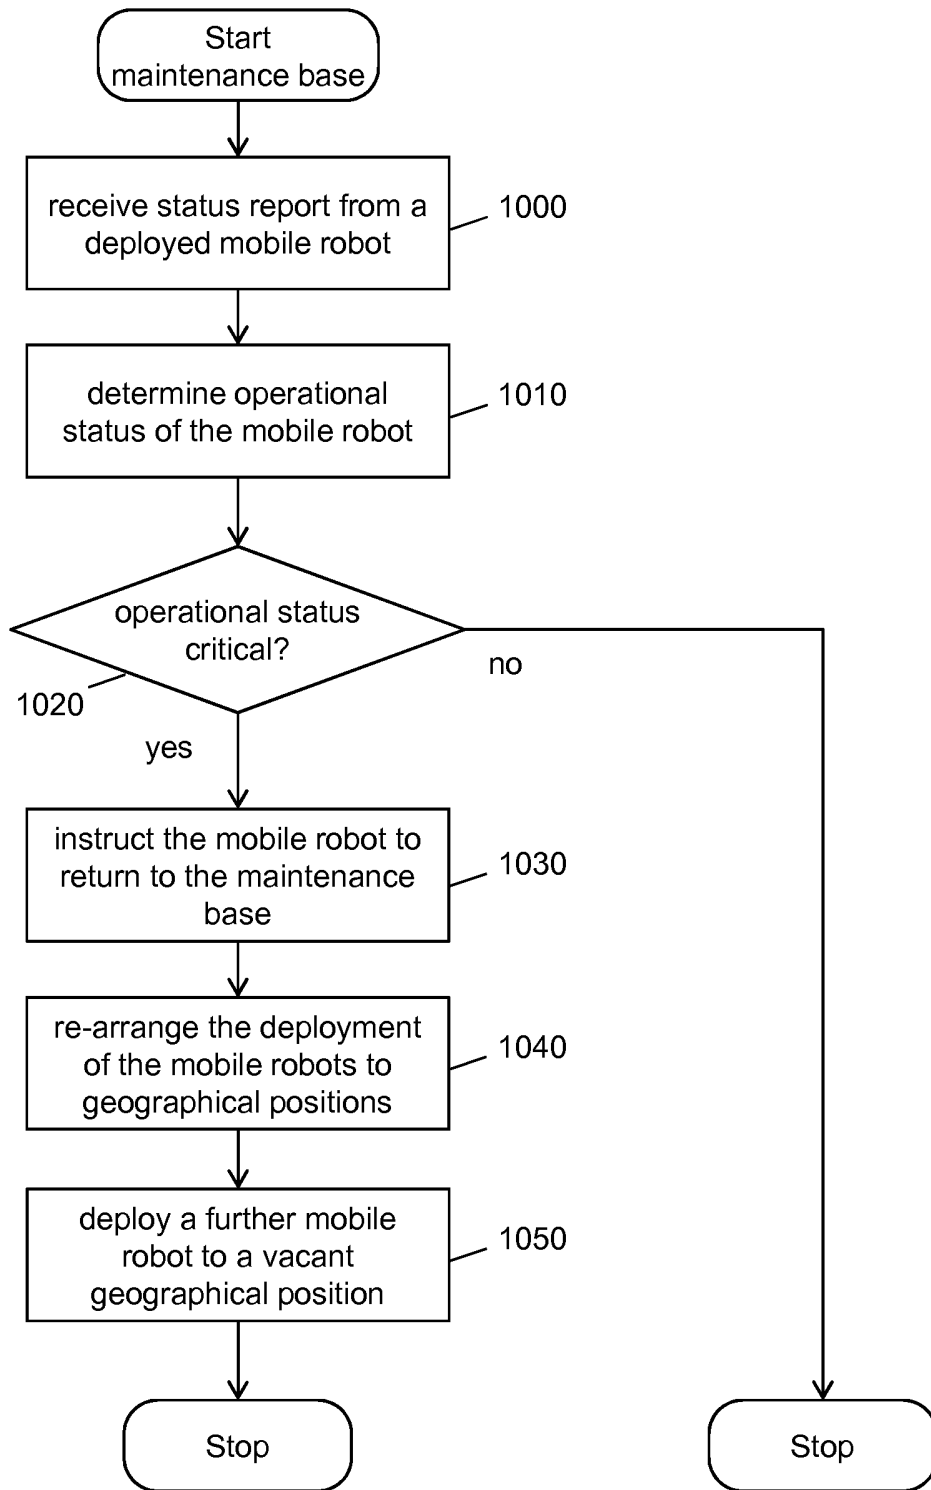 Start
maintenance base
receive status report from a
deployed mobile robot
1000
determine operational
status of the mobile robot
1010
operational status
critical?
no
1020
yes
instruct the mobile robot to
return to the maintenance
base
1030
re-arrange the deployment
of the mobile robots to
geographical positions
1040
deploy a further mobile
robot to a vacant
geographical position
1050
Stop
Stop